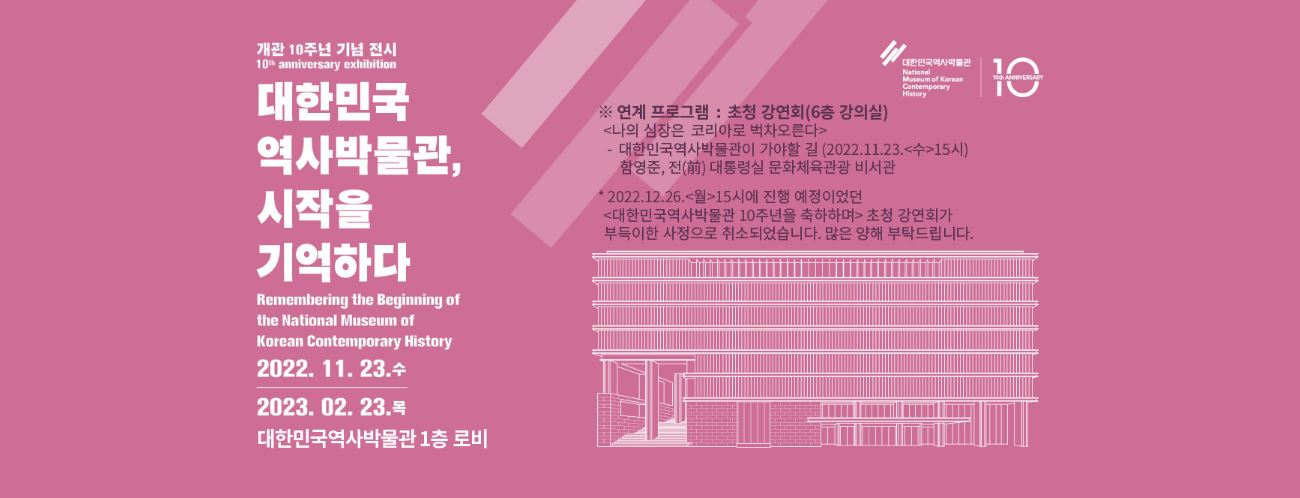 개관 10주년 기념 전시
10th anniversary exhibition
대한민국
역사박물관,
시작을
기억하다
Remembering the Beginning of
the National Museum of
Korean Contemporary History
2022. 11. 23.수
2023. 02. 23.목
대한민국역사박물관 1층 로비
대한민국역사박물관
National
Museum of Korean
Contemporary
History
10
10th ANNIVERSARY
※ 연계 프로그램 : 초청 강연회(6층 강의실)
<나의 심장은 코리아로 벅차오른다>
- 대한민국역사박물관이 가야할 길 (2022.11.23.<수>15시)
함영준, 전(前) 대통령실 문화체육관광 비서관
* 2022.12.26.<월>15시에 진행 예정이었던
<대한민국역사박물관 10주년을 축하하며> 초청 강연회가
부득이한 사정으로 취소되었습니다. 많은 양해 부탁드립니다.